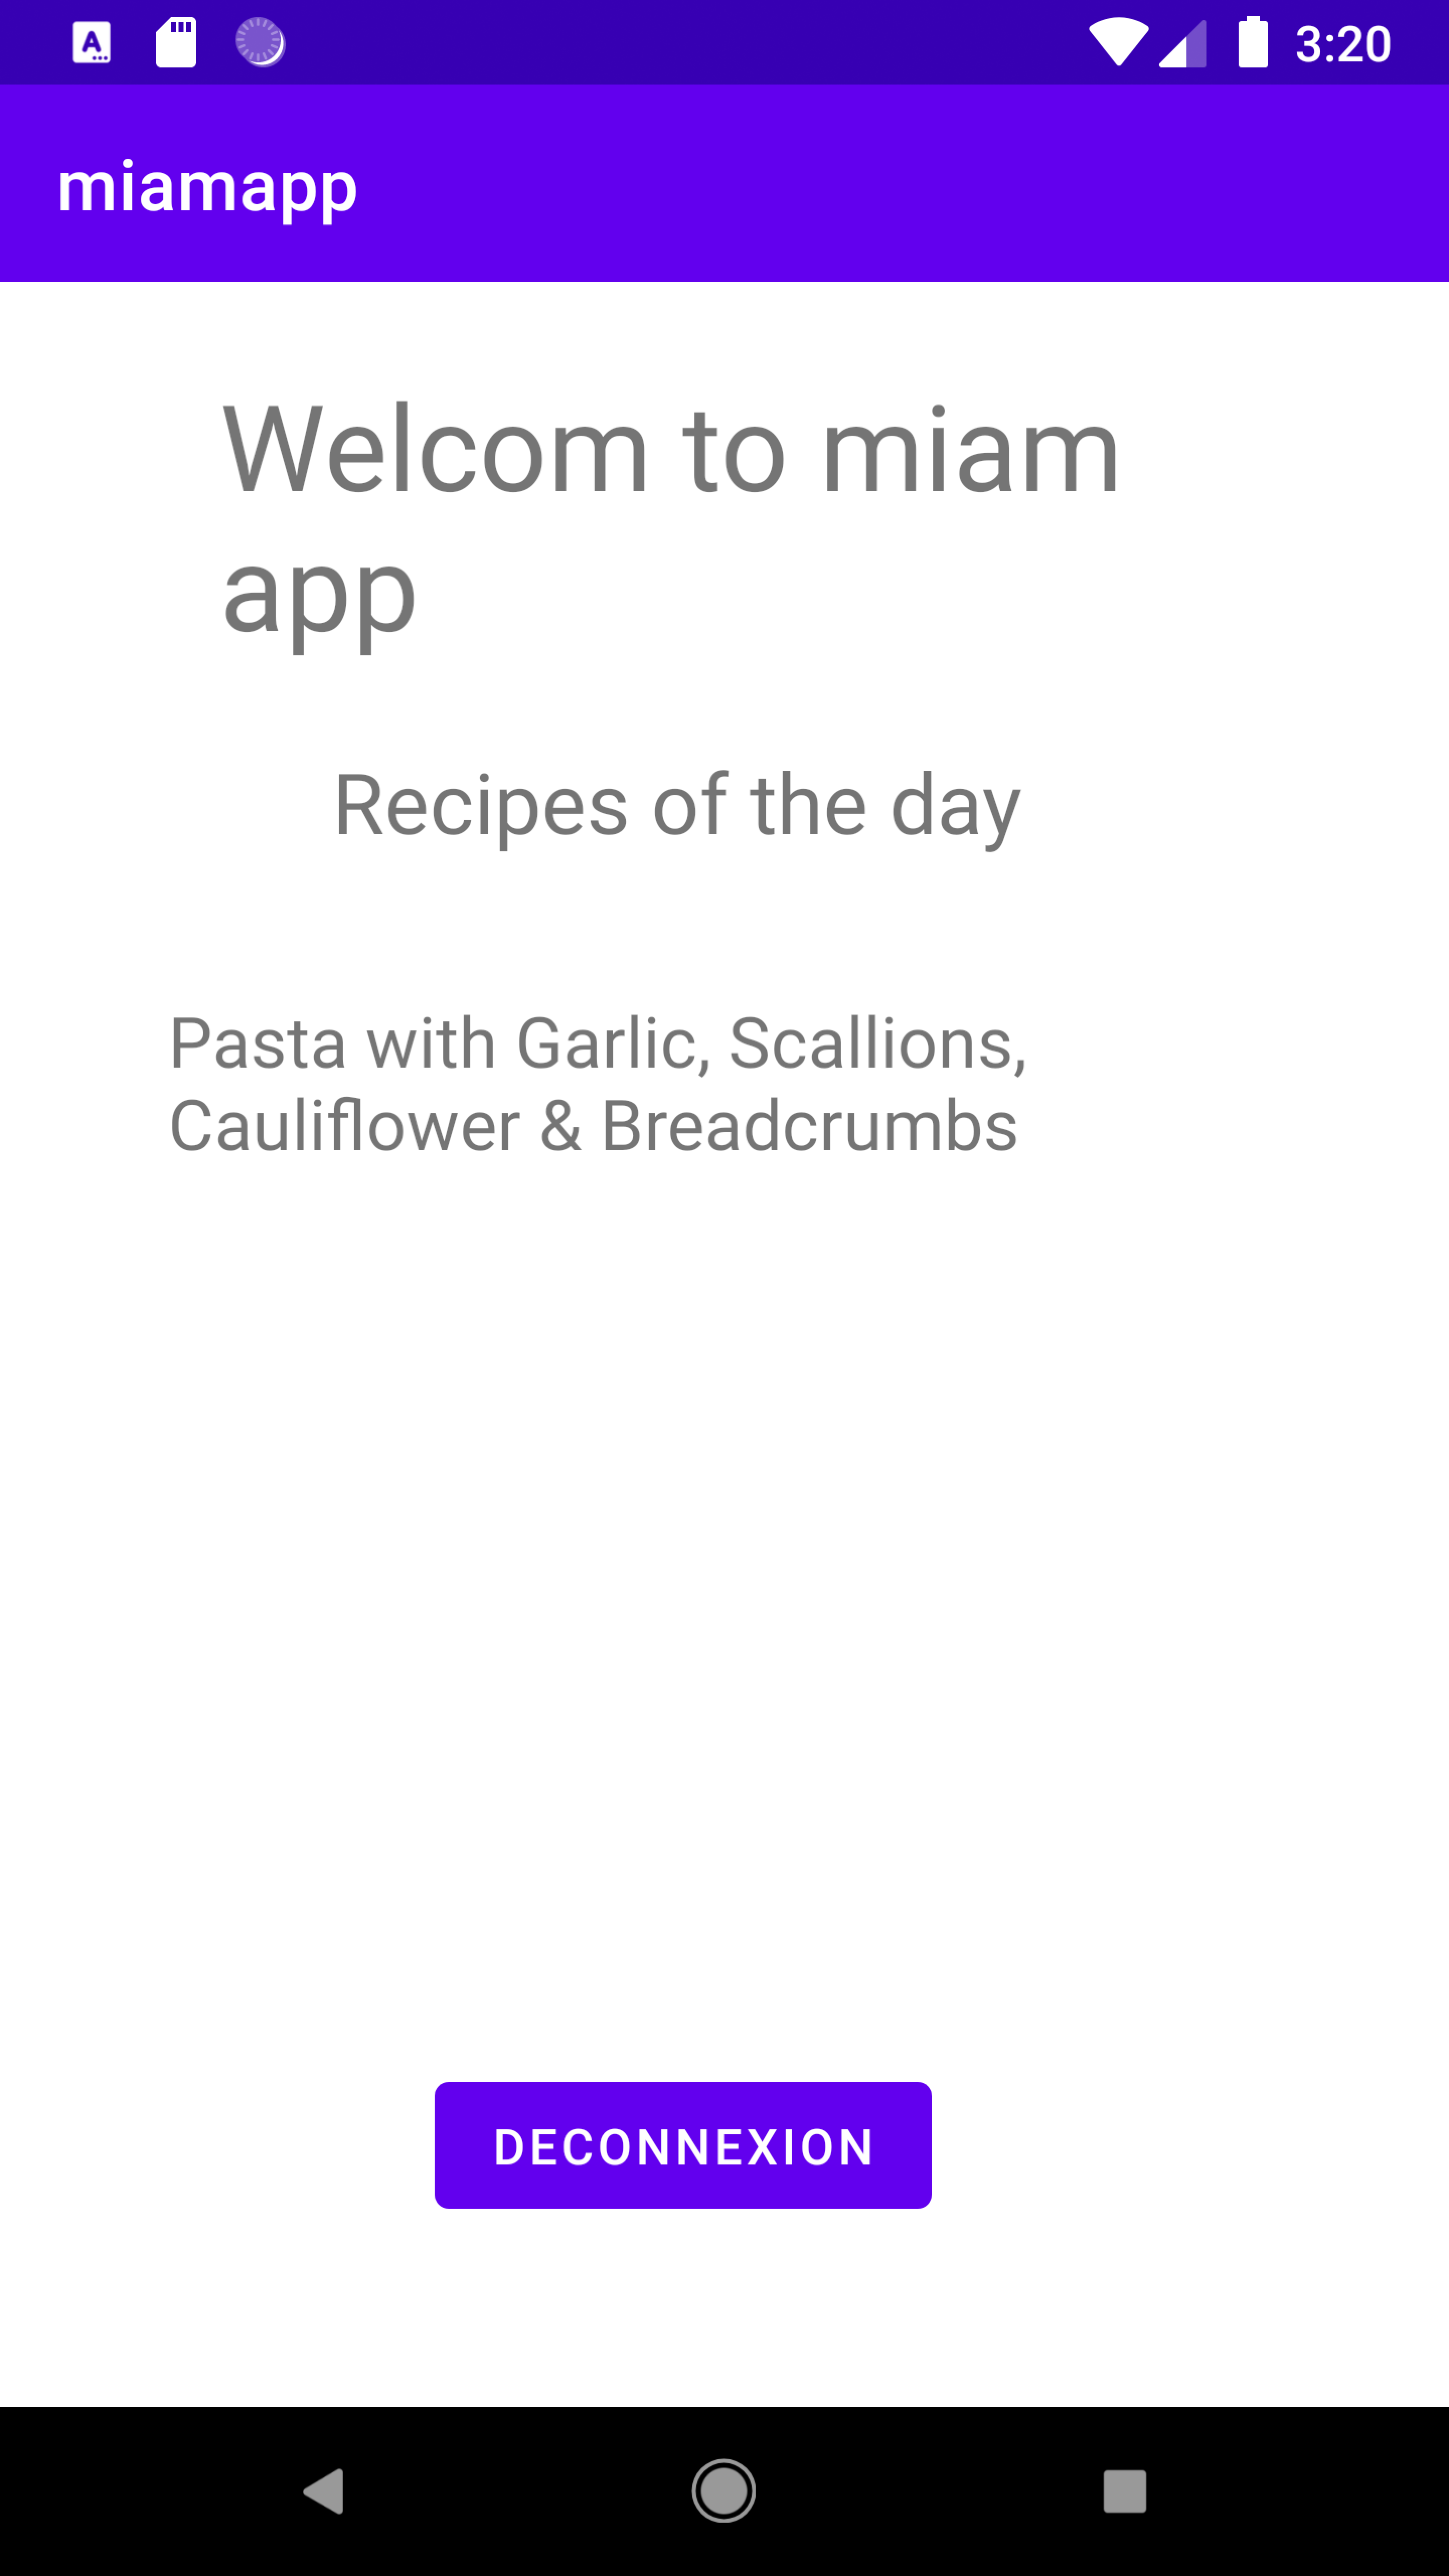 3:20
miamapp
Welcom to miam
app
Recipes of the day
Pasta with Garlic, Scallions,
Cauliflower & Breadcrumbs
DECONNEXION